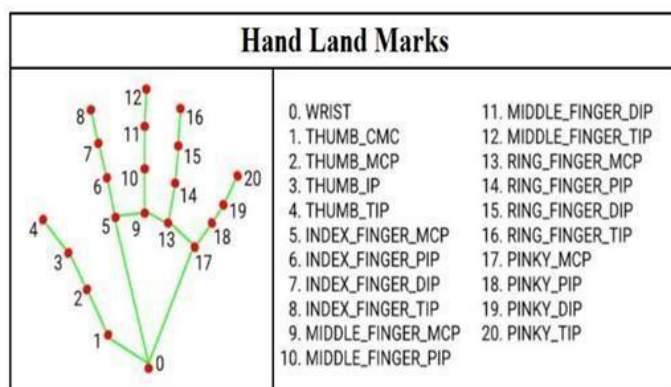 Hand Land Marks
12
8
16
11
7
15
20
10
6
14
19
4
5
9
13
18
3
17
2
1
0
0. WRIST
1. THUMB_CMC
2. THUMB_MCP
3. THUMB_IP
4. THUMB_TIP
5. INDEX_FINGER_MCP
6. INDEX_FINGER_PIP
7. INDEX_FINGER_DIP
8. INDEX_FINGER_TIP
9. MIDDLE_FINGER_MCP
10. MIDDLE_FINGER_PIP
11. MIDDLE_FINGER_DIP
12. MIDDLE_FINGER_TIP
13. RING_FINGER_MCP
14. RING_FINGER_PIP
15. RING_FINGER_DIP
16. RING_FINGER_TIP
17. PINKY_MCP
18. PINKY_PIP
19. PINKY_DIP
20. PINKY_TIP